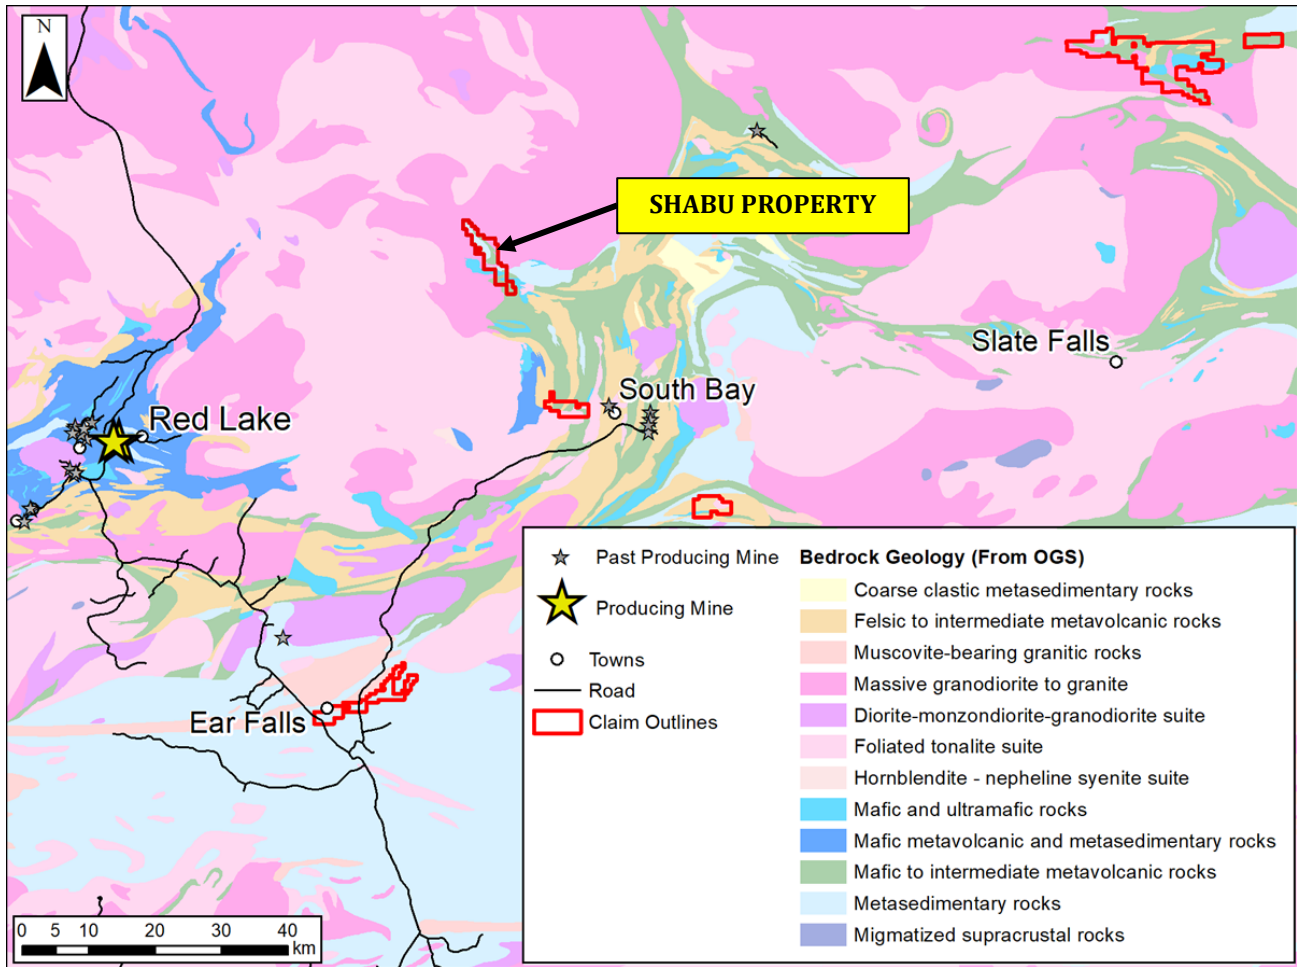 N
SHABU PROPERTY
Slate Falls
South Bay
Red Lake
Ear Falls
Past Producing Mine
Producing Mine
Towns
Road
Claim Outlines
Bedrock Geology (From OGS)
Coarse clastic metasedimentary rocks
Felsic to intermediate metavolcanic rocks
Muscovite-bearing granitic rocks
Massive granodiorite to granite
Diorite-monzondiorite-granodiorite suite
Foliated tonalite suite
Hornblendite - nepheline syenite suite
Mafic and ultramafic rocks
Mafic metavolcanic and metasedimentary rocks
Mafic to intermediate metavolcanic rocks
Metasedimentary rocks
Migmatized supracrustal rocks
0 5 10 20 30 40
km